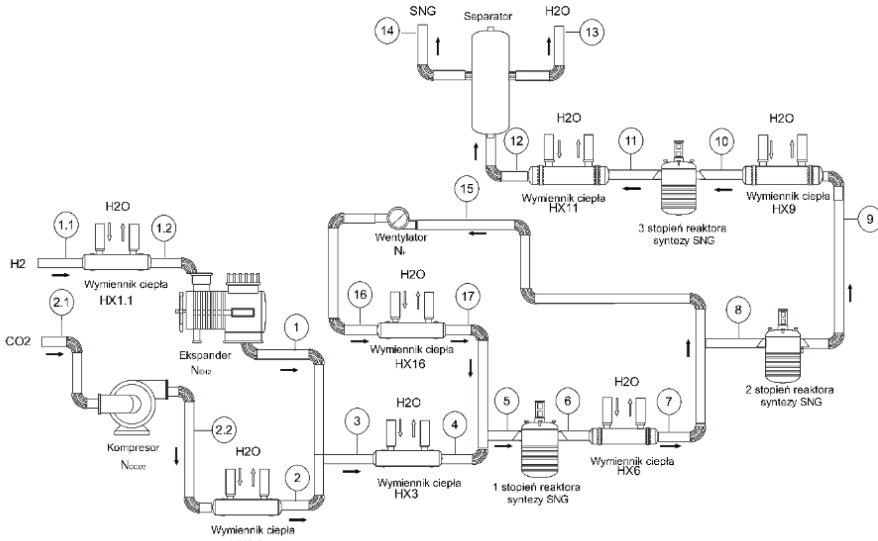 SNG
Separator
H2O
14
13
H2O
H2O
12
11
10
Wymiennik ciepła
HX11
Wymiennik ciepła
HX9
3 stopień reaktora
syntezy SNG
15
9
H2O
1.1
1.2
H2
Wymiennik ciepła
HX1.1
Wentylator
2.1
CO2
Ekspander
1
H2O
16
17
Wymiennik ciepła
HX16
8
2 stopień reaktora
syntezy SNG
Kompresor
2.2
H2O
2
Wymiennik ciepła
H2O
3
4
Wymiennik ciepła
HX3
5
6
1 stopień reaktora
syntezy SNG
H2O
7
Wymiennik ciepła
HX6